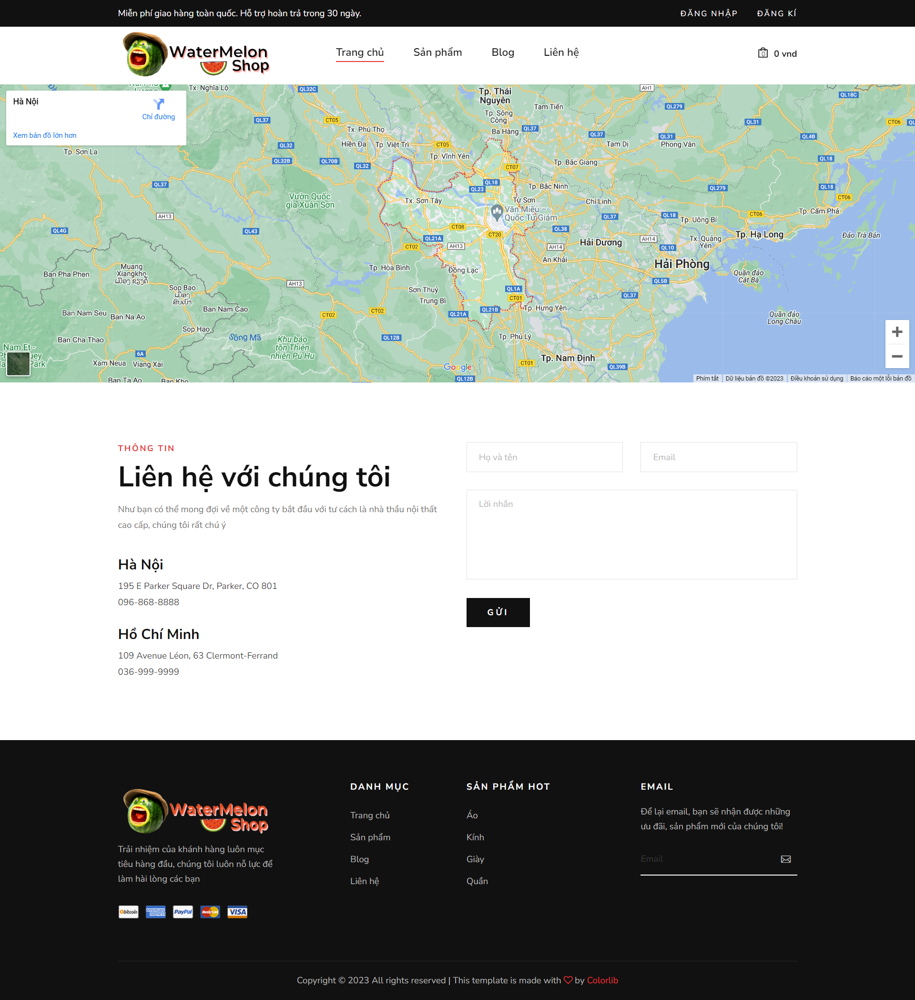 Miễn phí giao hàng toàn quốc. Hỗ trợ hoàn trả trong 30 ngày.
ĐĂNG NHẬP
ĐĂNG KÍ
WaterMelon
Shop
Trang chủ
Sản phẩm
Blog
Liên hệ
0
0 vnd
Hà Nội
Chỉ đường
Xem bản đồ lớn hơn
Tx. Nghĩa Lộ
QL32C
Tp. Thái
Nguyên
AH1
QL18C
Tam Tiến
QL279
Tp. Sông
Công
QL37
CT05
QL31
CT06
Tx. Phú Thọ
Ba Hàng
QL37
QL37
QL31
QL4B
Hiền Đa
Tp. Việt Trì
CT05
Tam Dị
Phong Vân
QL32
Tp. Sơn La
Tp. Vĩnh Yên
QL32B
QL70B
QL32
Tp. Bắc Giang
QL18
CT07
QL37
QL18
QL23
Tp. Bắc Ninh
QL279
QL18
Vườn Quốc
gia Xuân Sơn
Tx. Sơn Tây
Từ Sơn
Chí Linh
CT06
Văn Miếu –
Quốc Tử Giám
AH13
QL37
QL18
CT06
Tp. Cẩm Phả
Tp. Uông Bí
QL4G
QL43
CT08
QL38
CT20
Tp. Hạ Long
Đảo Trà Bản
QL21A
AH14
Tx. Quảng
Yên
CT02
AH13
AH14
Hải Dương
QL10
An Khải
Hải Phòng
Muang
Xiangkho
ເມືອງ ຊຽງຄໍ້
Ban Pha Phen
Tp. Hòa Bình
Đồng Lạc
Quần đảo
Cát Bà
AH13
QL5B
Sop Bao
ເມືອງ
ສົບເບົາ
Sơn Thuỷ
QL1A
QL37
Trung Bì
CT01
Ban Nam Seu
Ban Na Ao
Ban Nam Cao
CT02
CT02
QL21A
QL21B
Tp. Hưng Yên
Quần đảo
Long Châu
Sop Hao
Ban Cha Thao
Sông Mã
Khu bảo
tồn Thiên
nhiên Pù Hu
QL12B
Tp. Phủ Lý
Nam Et -
6A
Xam Neua
Viang Xai
Tp. Nam Định
Google
CT01
QL39B
Ban Ta Ao
Ban Kho
QL12B
Phím tắt
Dữ liệu bản đồ ©2023
Điều khoản sử dụng
Báo cáo một lỗi bản đồ
THÔNG TIN
Liên hệ với chúng tôi
Như bạn có thể mong đợi về một công ty bắt đầu với tư cách là nhà thầu nội thất
cao cấp, chúng tôi rất chú ý
Hà Nội
195 E Parker Square Dr, Parker, CO 801
096-868-8888
Hồ Chí Minh
109 Avenue Léon, 63 Clermont-Ferrand
036-999-9999
Họ và tên
Email
Lời nhắn
GỬI
WaterMelon
Shop
Trải nhiệm của khánh hàng luôn mục
tiêu hàng đầu, chúng tôi luôn nỗ lực để
làm hài lòng các bạn
bitcoin
AMERICAN
EXPRESS
PayPal
MasterCard
VISA
DANH MỤC
Trang chủ
Sản phẩm
Blog
Liên hệ
SẢN PHẨM HOT
Áo
Kính
Giày
Quần
EMAIL
Để lại email, bạn sẽ nhận được những
ưu đãi, sản phẩm mới của chúng tôi!
Email
Copyright © 2023 All rights reserved | This template is made with
by Colorlib